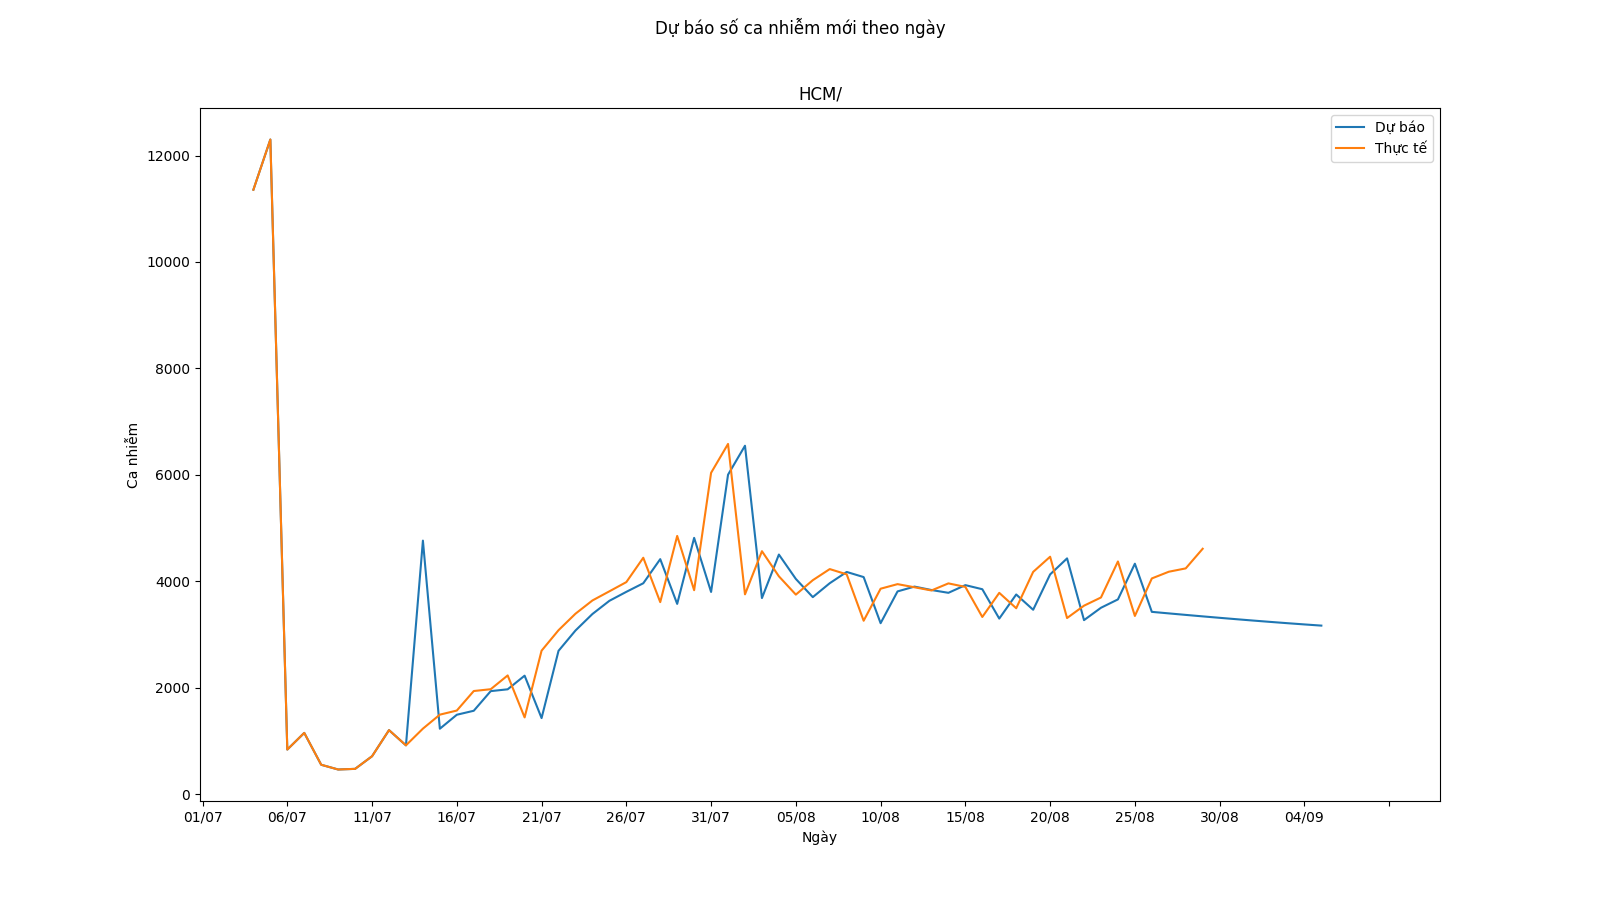 Dự báo số ca nhiễm mới theo ngày
HCM/
Dự báo
Thực tế
12000
10000
8000
6000
4000
2000
0
Ca nhiễm
01/07 06/07 11/07 16/07 21/07 26/07 31/07 05/08 10/08 15/08 20/08 25/08 30/08 04/09
Ngày